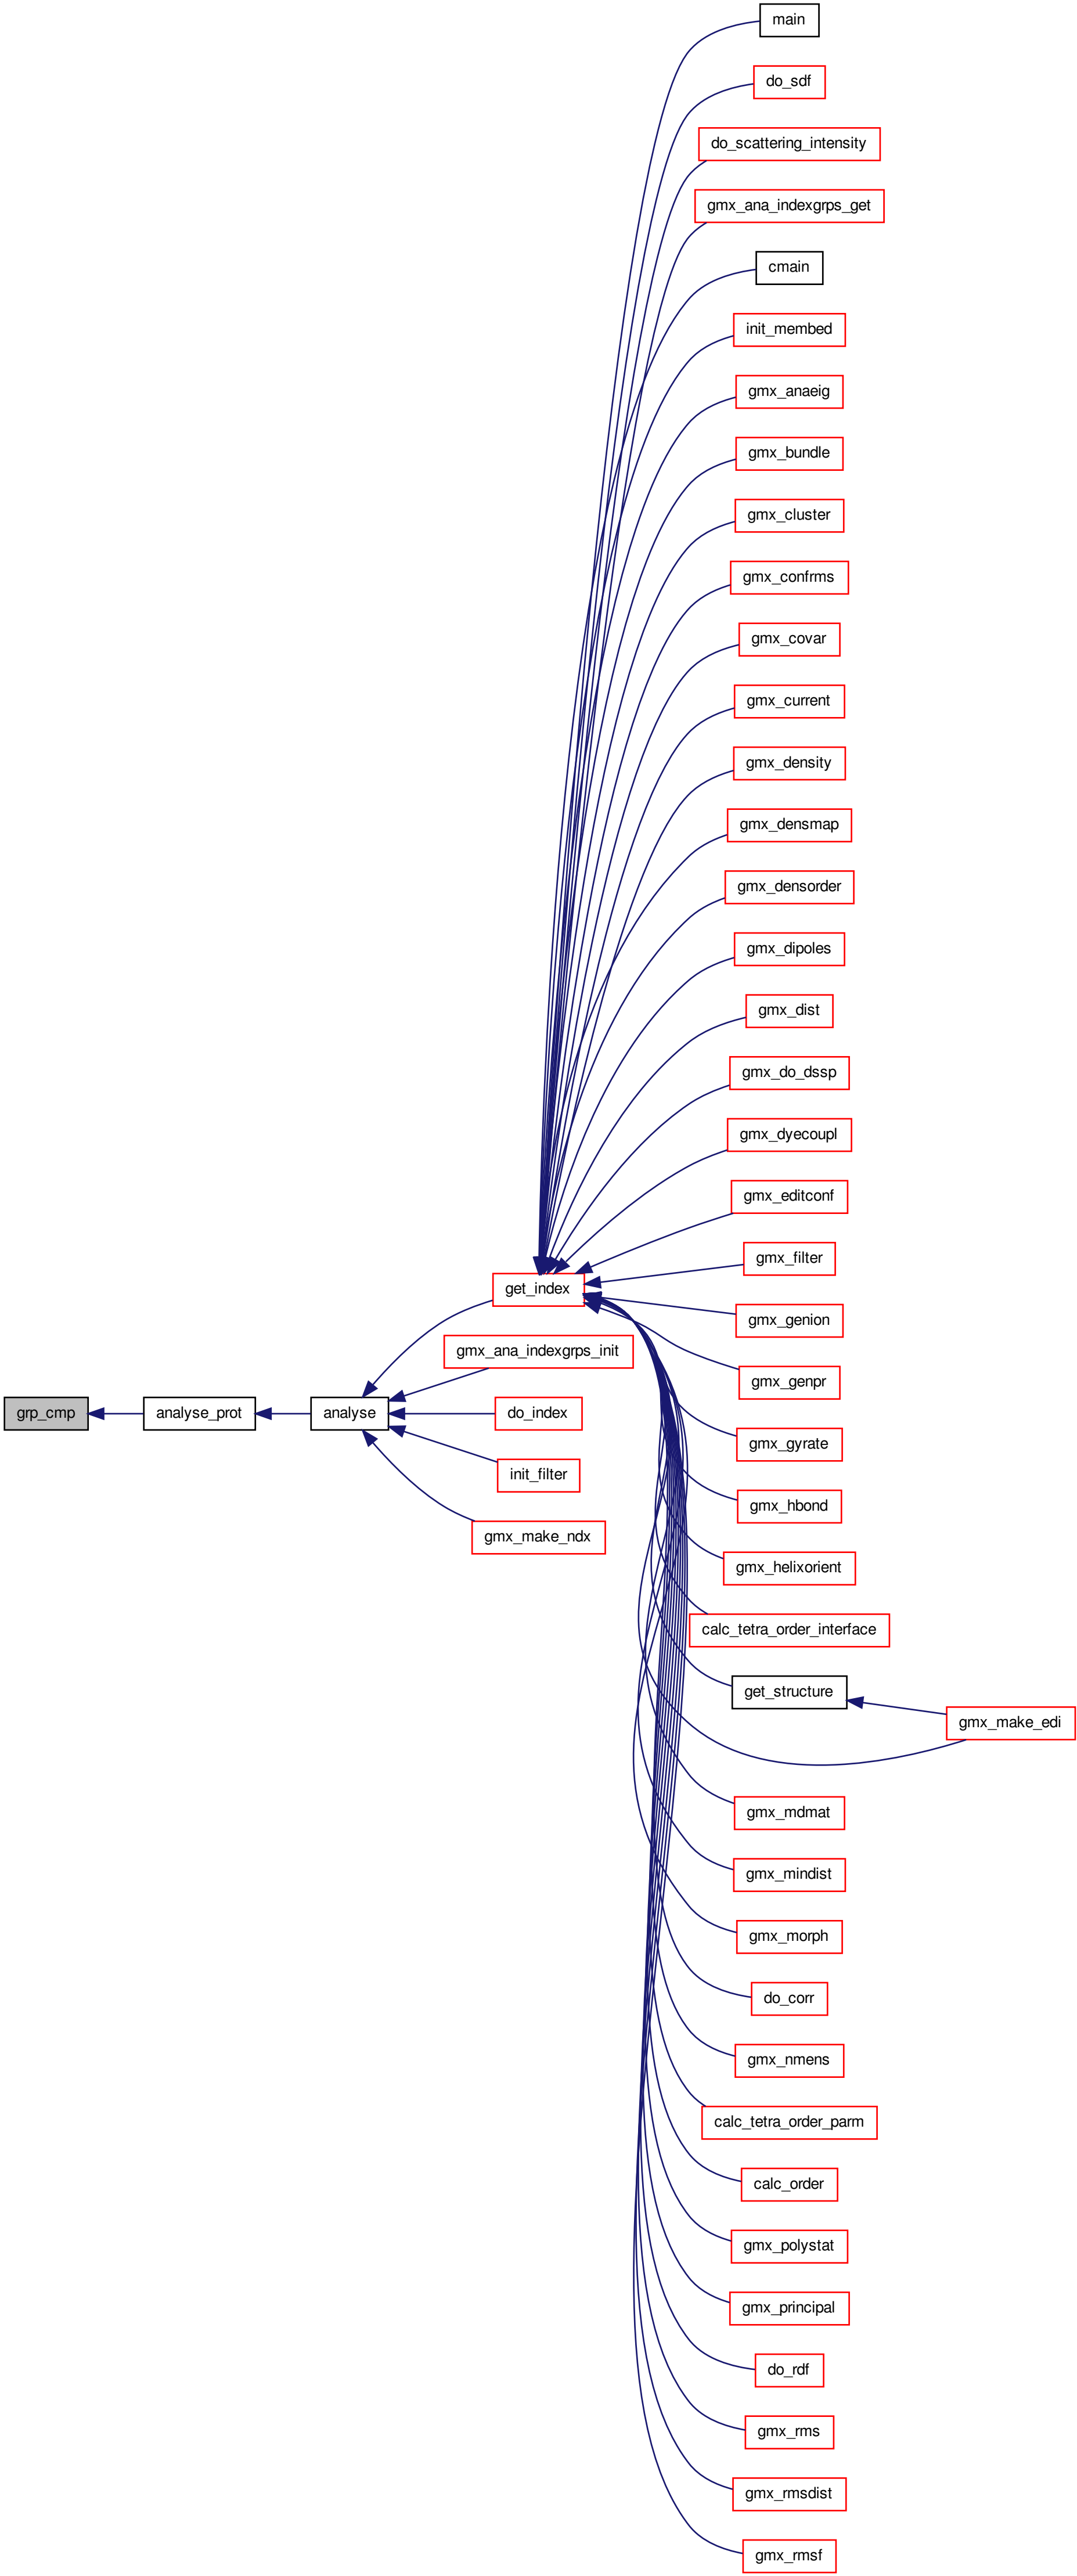 main
do_sdf
do_scattering_intensity
gmx_ana_indexgrps_get
cmain
init_membed
gmx_anaeig
gmx_bundle
gmx_cluster
gmx_confrms
gmx_covar
gmx_current
gmx_density
gmx_densmap
gmx_densorder
gmx_dipoles
gmx_dist
gmx_do_dssp
gmx_dyecoupl
gmx_editconf
gmx_filter
get_index
gmx_genion
gmx_ana_indexgrps_init
gmx_genpr
grp_cmp
analyse_prot
analyse
do_index
gmx_gyrate
init_filter
gmx_hbond
gmx_make_ndx
gmx_helixorient
calc_tetra_order_interface
get_structure
gmx_make_edi
gmx_mdmat
gmx_mindist
gmx_morph
do_corr
gmx_nmens
calc_tetra_order_parm
calc_order
gmx_polystat
gmx_principal
do_rdf
gmx_rms
gmx_rmsdist
gmx_rmsf